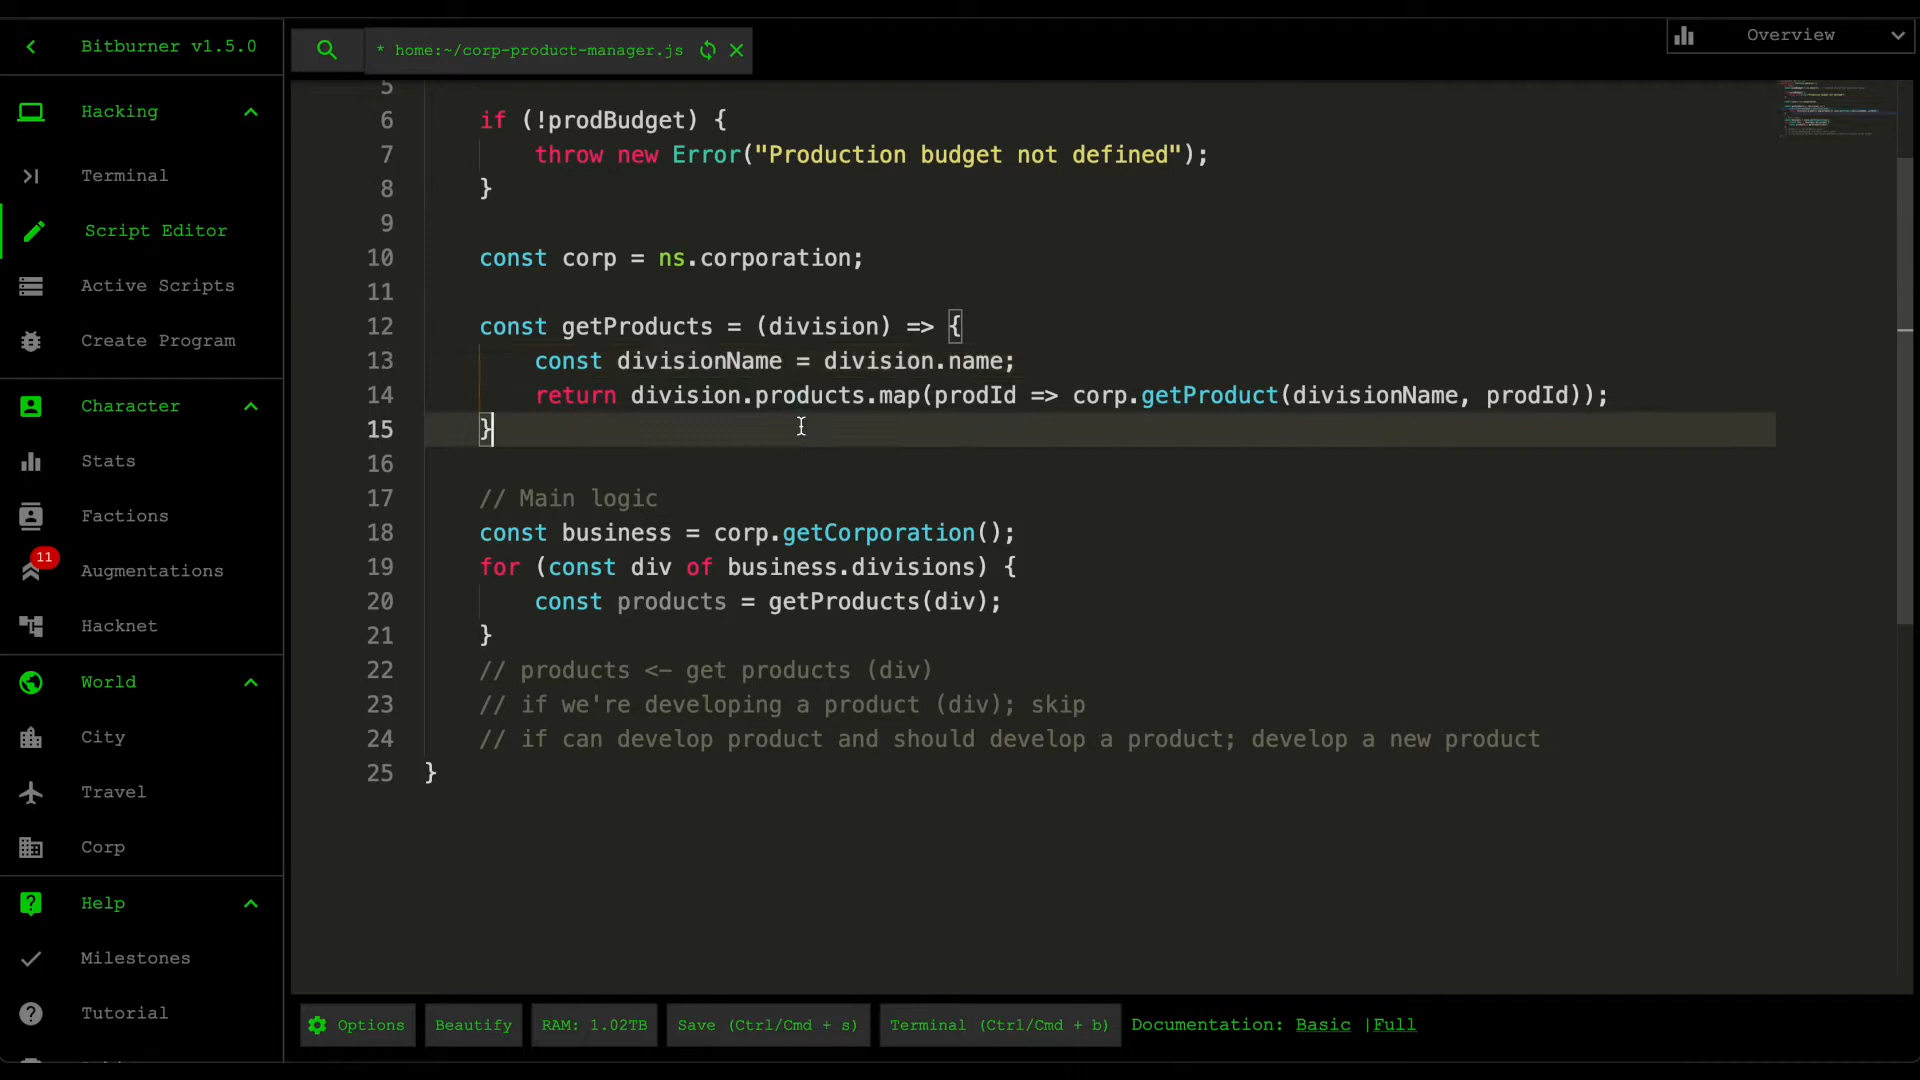 Bitburner v1.5.0
* home:~/corp-product-manager.js
Overview
Hacking
Terminal
Script Editor
Active Scripts
Create Program
Character
Stats
Factions
11
Augmentations
Hacknet
World
City
Travel
Corp
Help
Milestones
Tutorial
5
6 if (!prodBudget) {
7 throw new Error("Production budget not defined");
8 }
9
10 const corp = ns.corporation;
11
12 const getProducts = (division) => {
13 const divisionName = division.name;
14 return division.products.map(prodId => corp.getProduct(divisionName, prodId));
15 }
16
17 // Main logic
18 const business = corp.getCorporation();
19 for (const div of business.divisions) {
20 const products = getProducts(div);
21 }
22 // products <- get products (div)
23 // if we're developing a product (div); skip
24 // if can develop product and should develop a product; develop a new product
25 }
Options
Beautify
RAM: 1.02TB
Save (Ctrl/Cmd + s)
Terminal (Ctrl/Cmd + b)
Documentation: Basic |Full